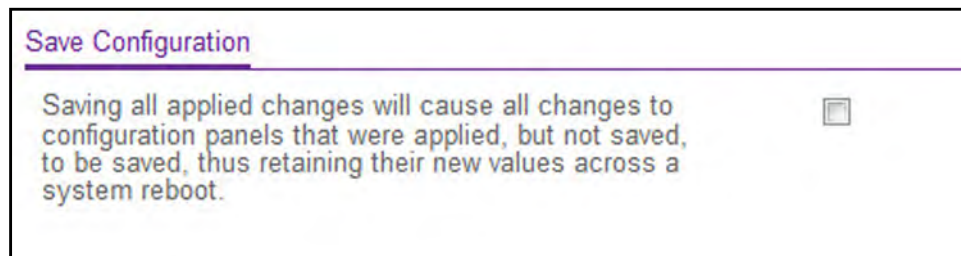 Save Configuration
Saving all applied changes will cause all changes to
configuration panels that were applied, but not saved,
to be saved, thus retaining their new values across a
system reboot.